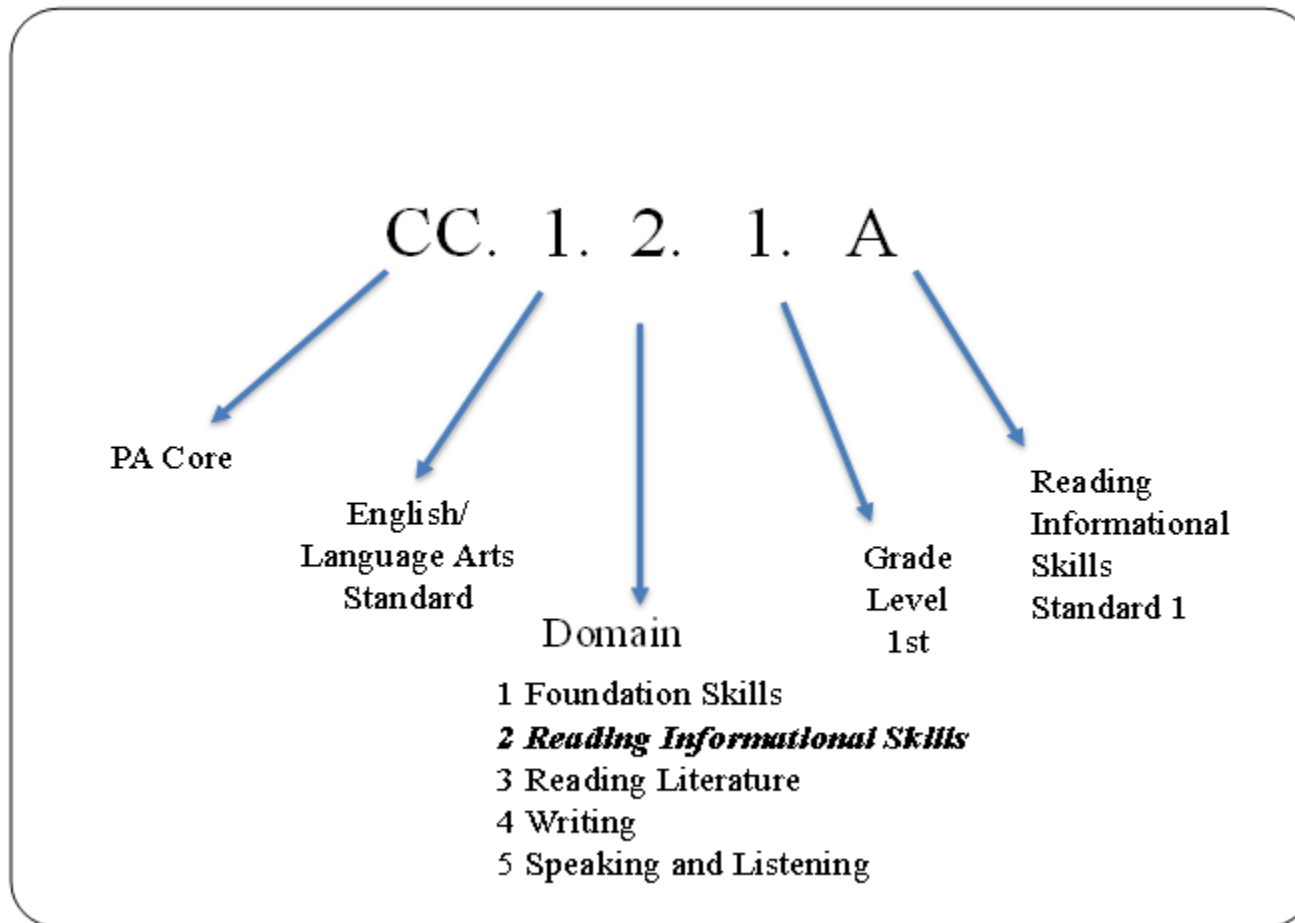 CC. 1. 2. 1. A
PA Core
English/
Language Arts
Standard
Domain
1 Foundation Skills
2 Reading Informational Skills
3 Reading Literature
4 Writing
5 Speaking and Listening
Grade
Level
1st
Reading
Informational
Skills
Standard 1